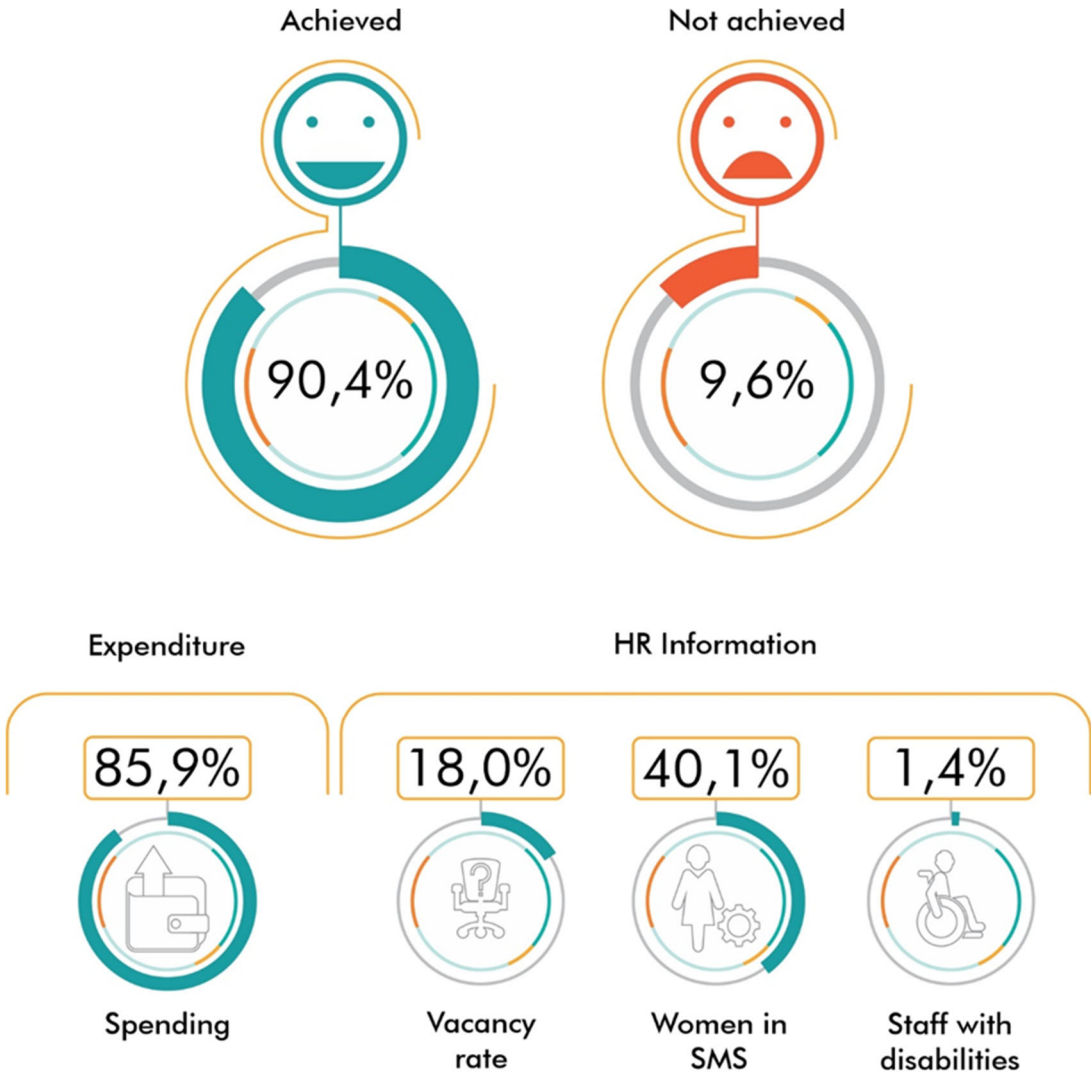 Achieved
Not achieved
90,4%
9,6%
Expenditure
HR Information
85,9%
18,0%
40,1%
1,4%
?
Spending
Vacancy
rate
Women in
SMS
Staff with
disabilities